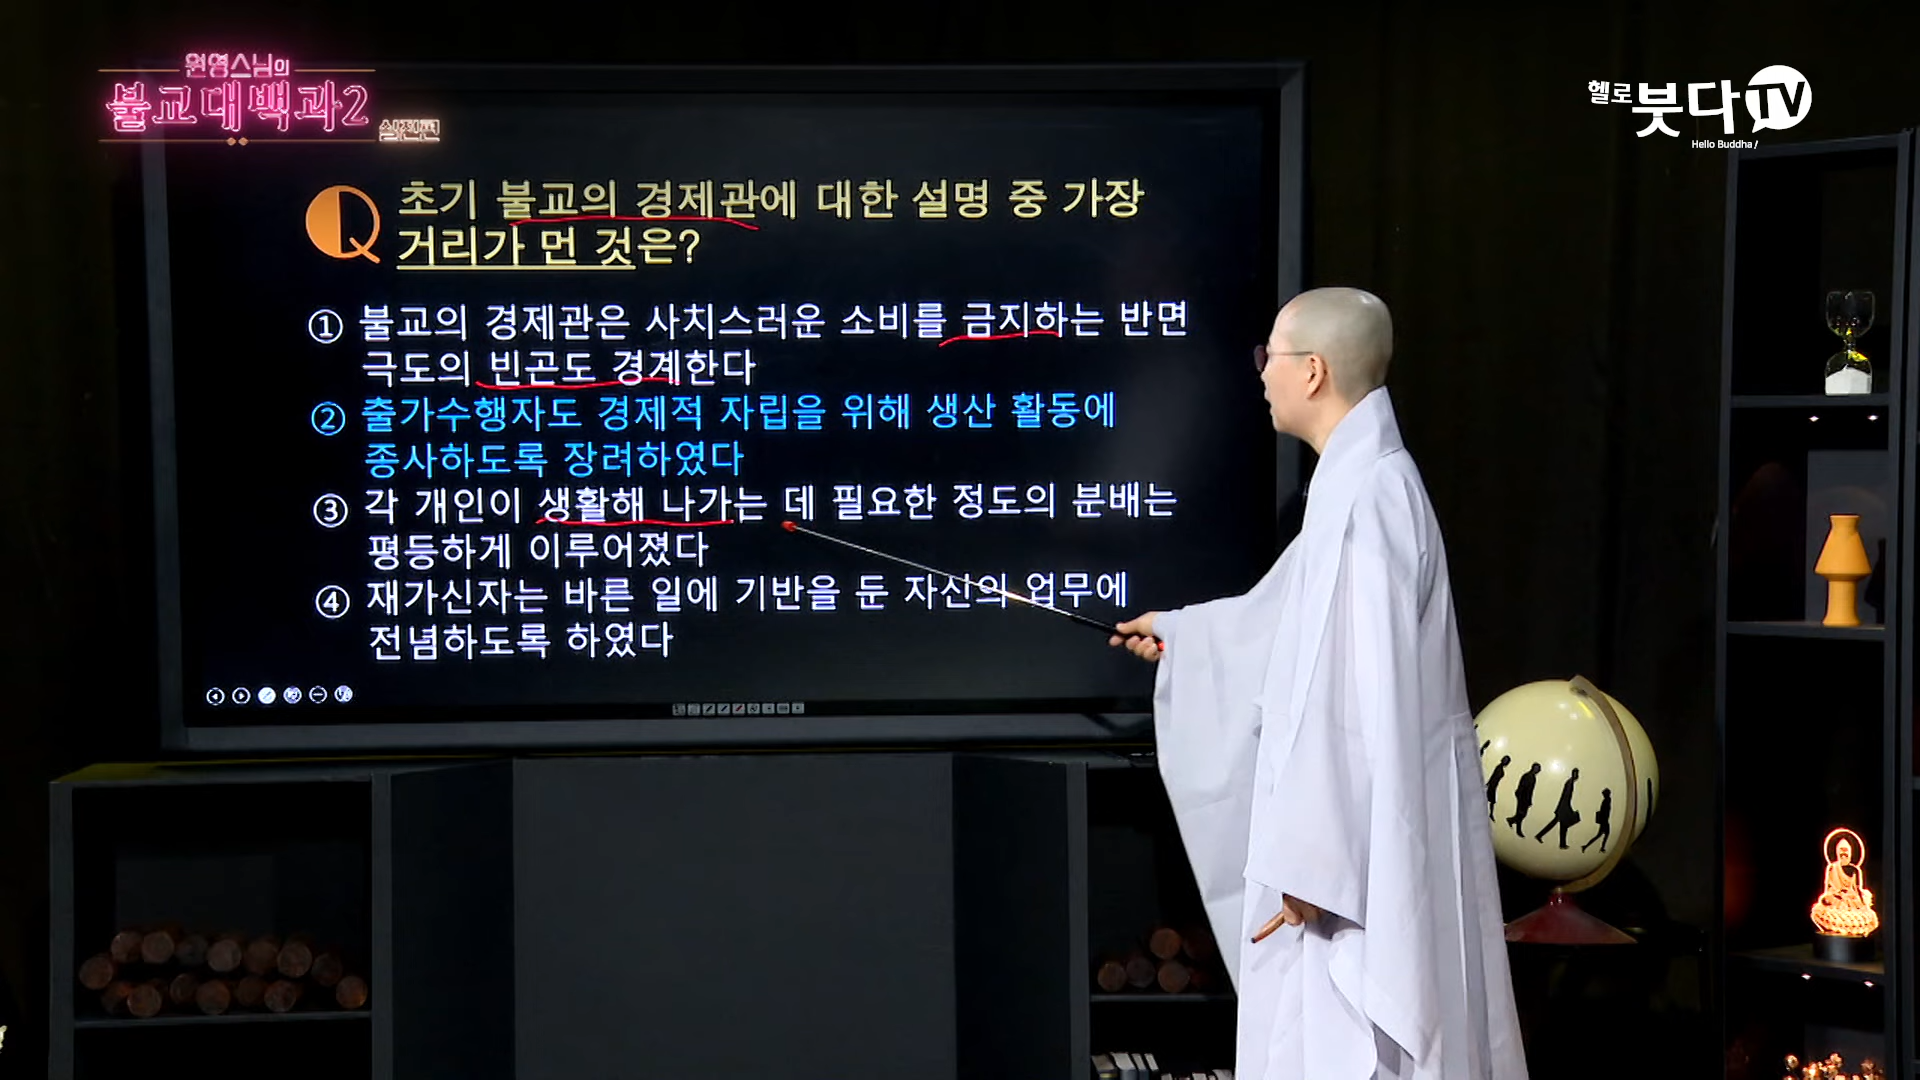 원영스님의
불교대백과2
실전편
헬로붓다TV
Hello Buddha!
Q 초기 불교의 경제관에 대한 설명 중 가장
거리가 먼 것은?
① 불교의 경제관은 사치스러운 소비를 금지하는 반면
극도의 빈곤도 경계한다
② 출가수행자도 경제적 자립을 위해 생산 활동에
종사하도록 장려하였다
③ 각 개인이 생활해 나가는 데 필요한 정도의 분배는
평등하게 이루어졌다
④ 재가신자는 바른 일에 기반을 둔 자신의 업무에
전념하도록 하였다